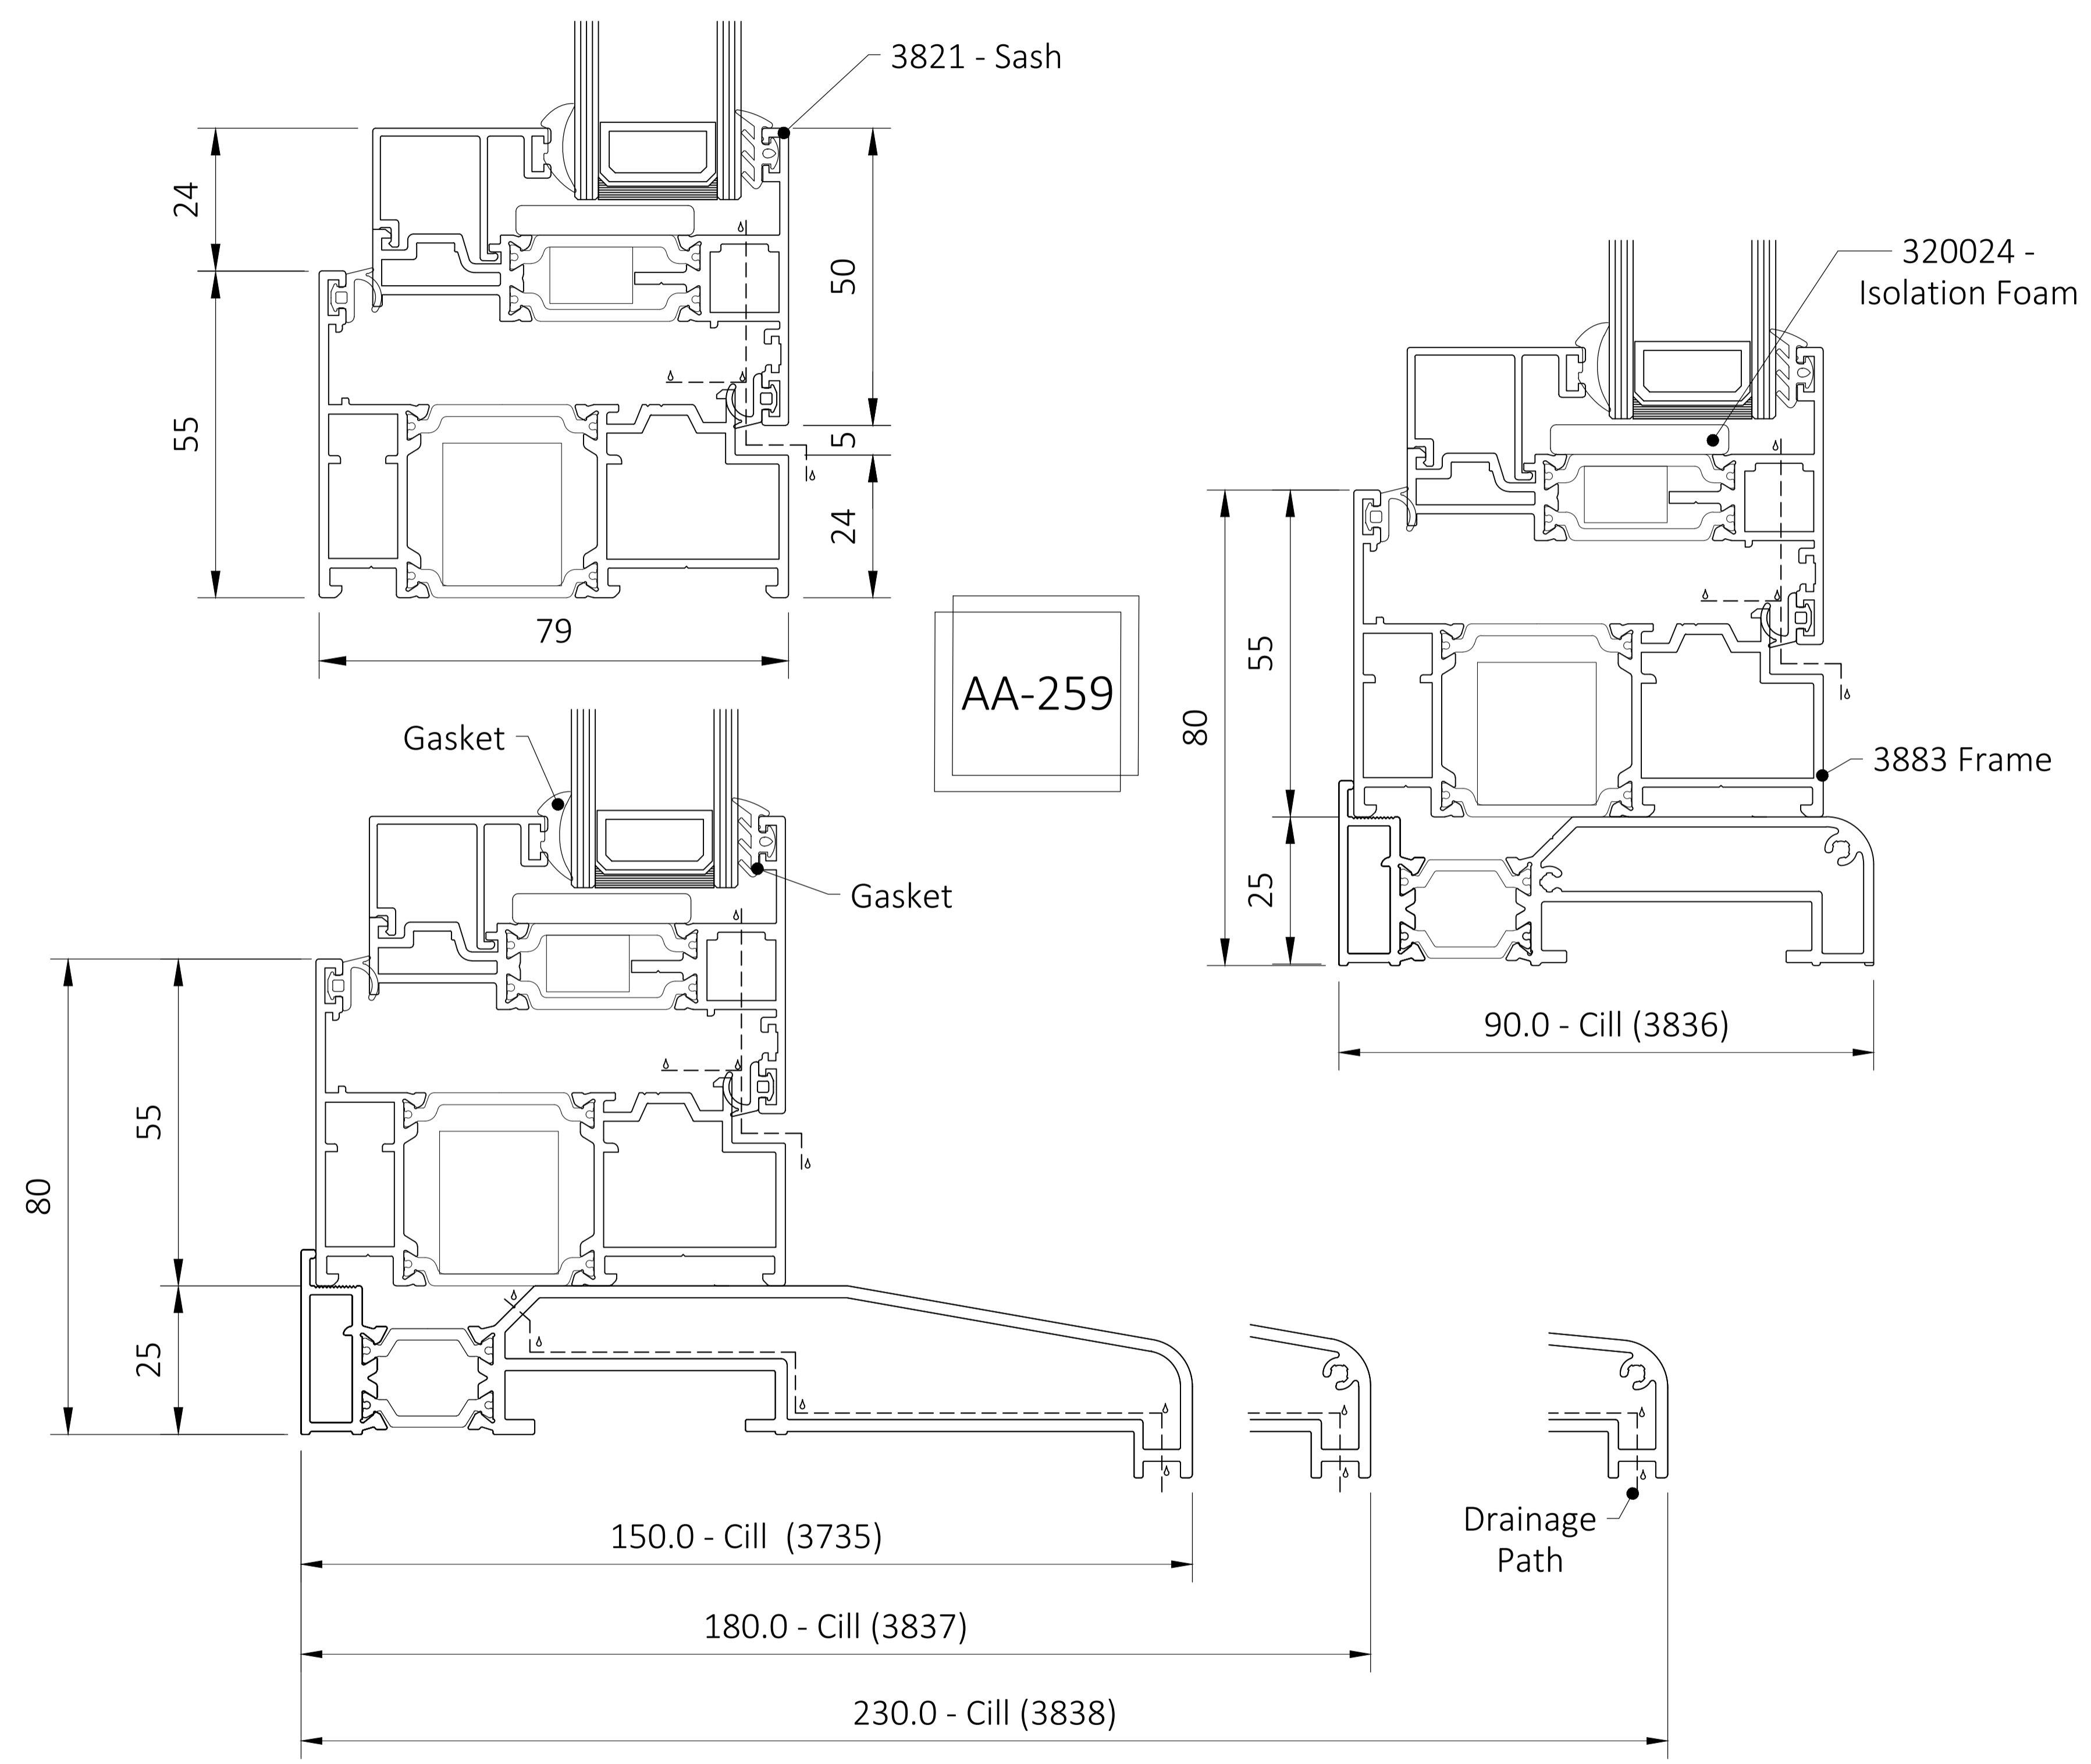 3821 - Sash
24
55
50
5
24
79
320024 -
Isolation Foam
AA-259
80
55
25
3883 Frame
90.0 - Cill (3836)
Gasket
Gasket
80
55
25
150.0 - Cill (3735)
180.0 - Cill (3837)
230.0 - Cill (3838)
Drainage
Path